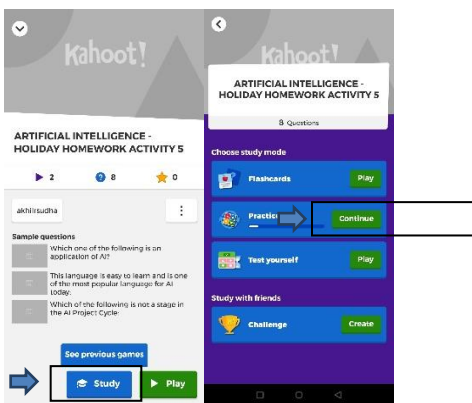 Kahoot!
ARTIFICIAL INTELLIGENCE -
HOLIDAY HOMEWORK ACTIVITY 5
2
8
0
akhilrsudha
Sample questions
Which one of the following is an
application of AI?
This language is easy to learn and is one
of the most popular language for AI
today.
Which of the following is not a stage in
the AI Project Cycle:
See previous games
Study
Play
Kahoot!
ARTIFICIAL INTELLIGENCE -
HOLIDAY HOMEWORK ACTIVITY 5
8 Questions
Choose study mode
Flashcards
Play
Practice
Continue
Test yourself
Play
Study with friends
Challenge
Create